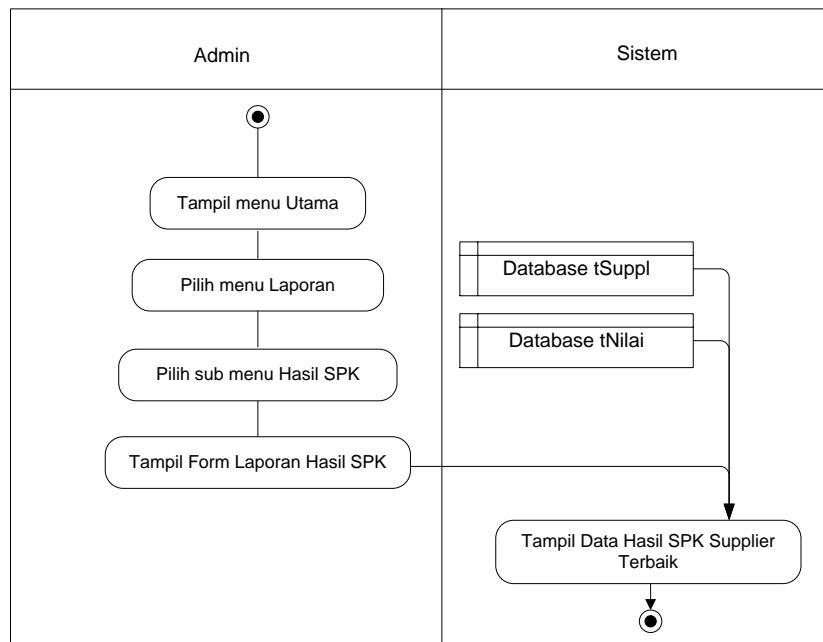 Admin
Sistem
Tampil menu Utama
Pilih menu Laporan
Pilih sub menu Hasil SPK
Tampil Form Laporan Hasil SPK
Database tSuppl
Database tNilai
Tampil Data Hasil SPK Supplier
Terbaik